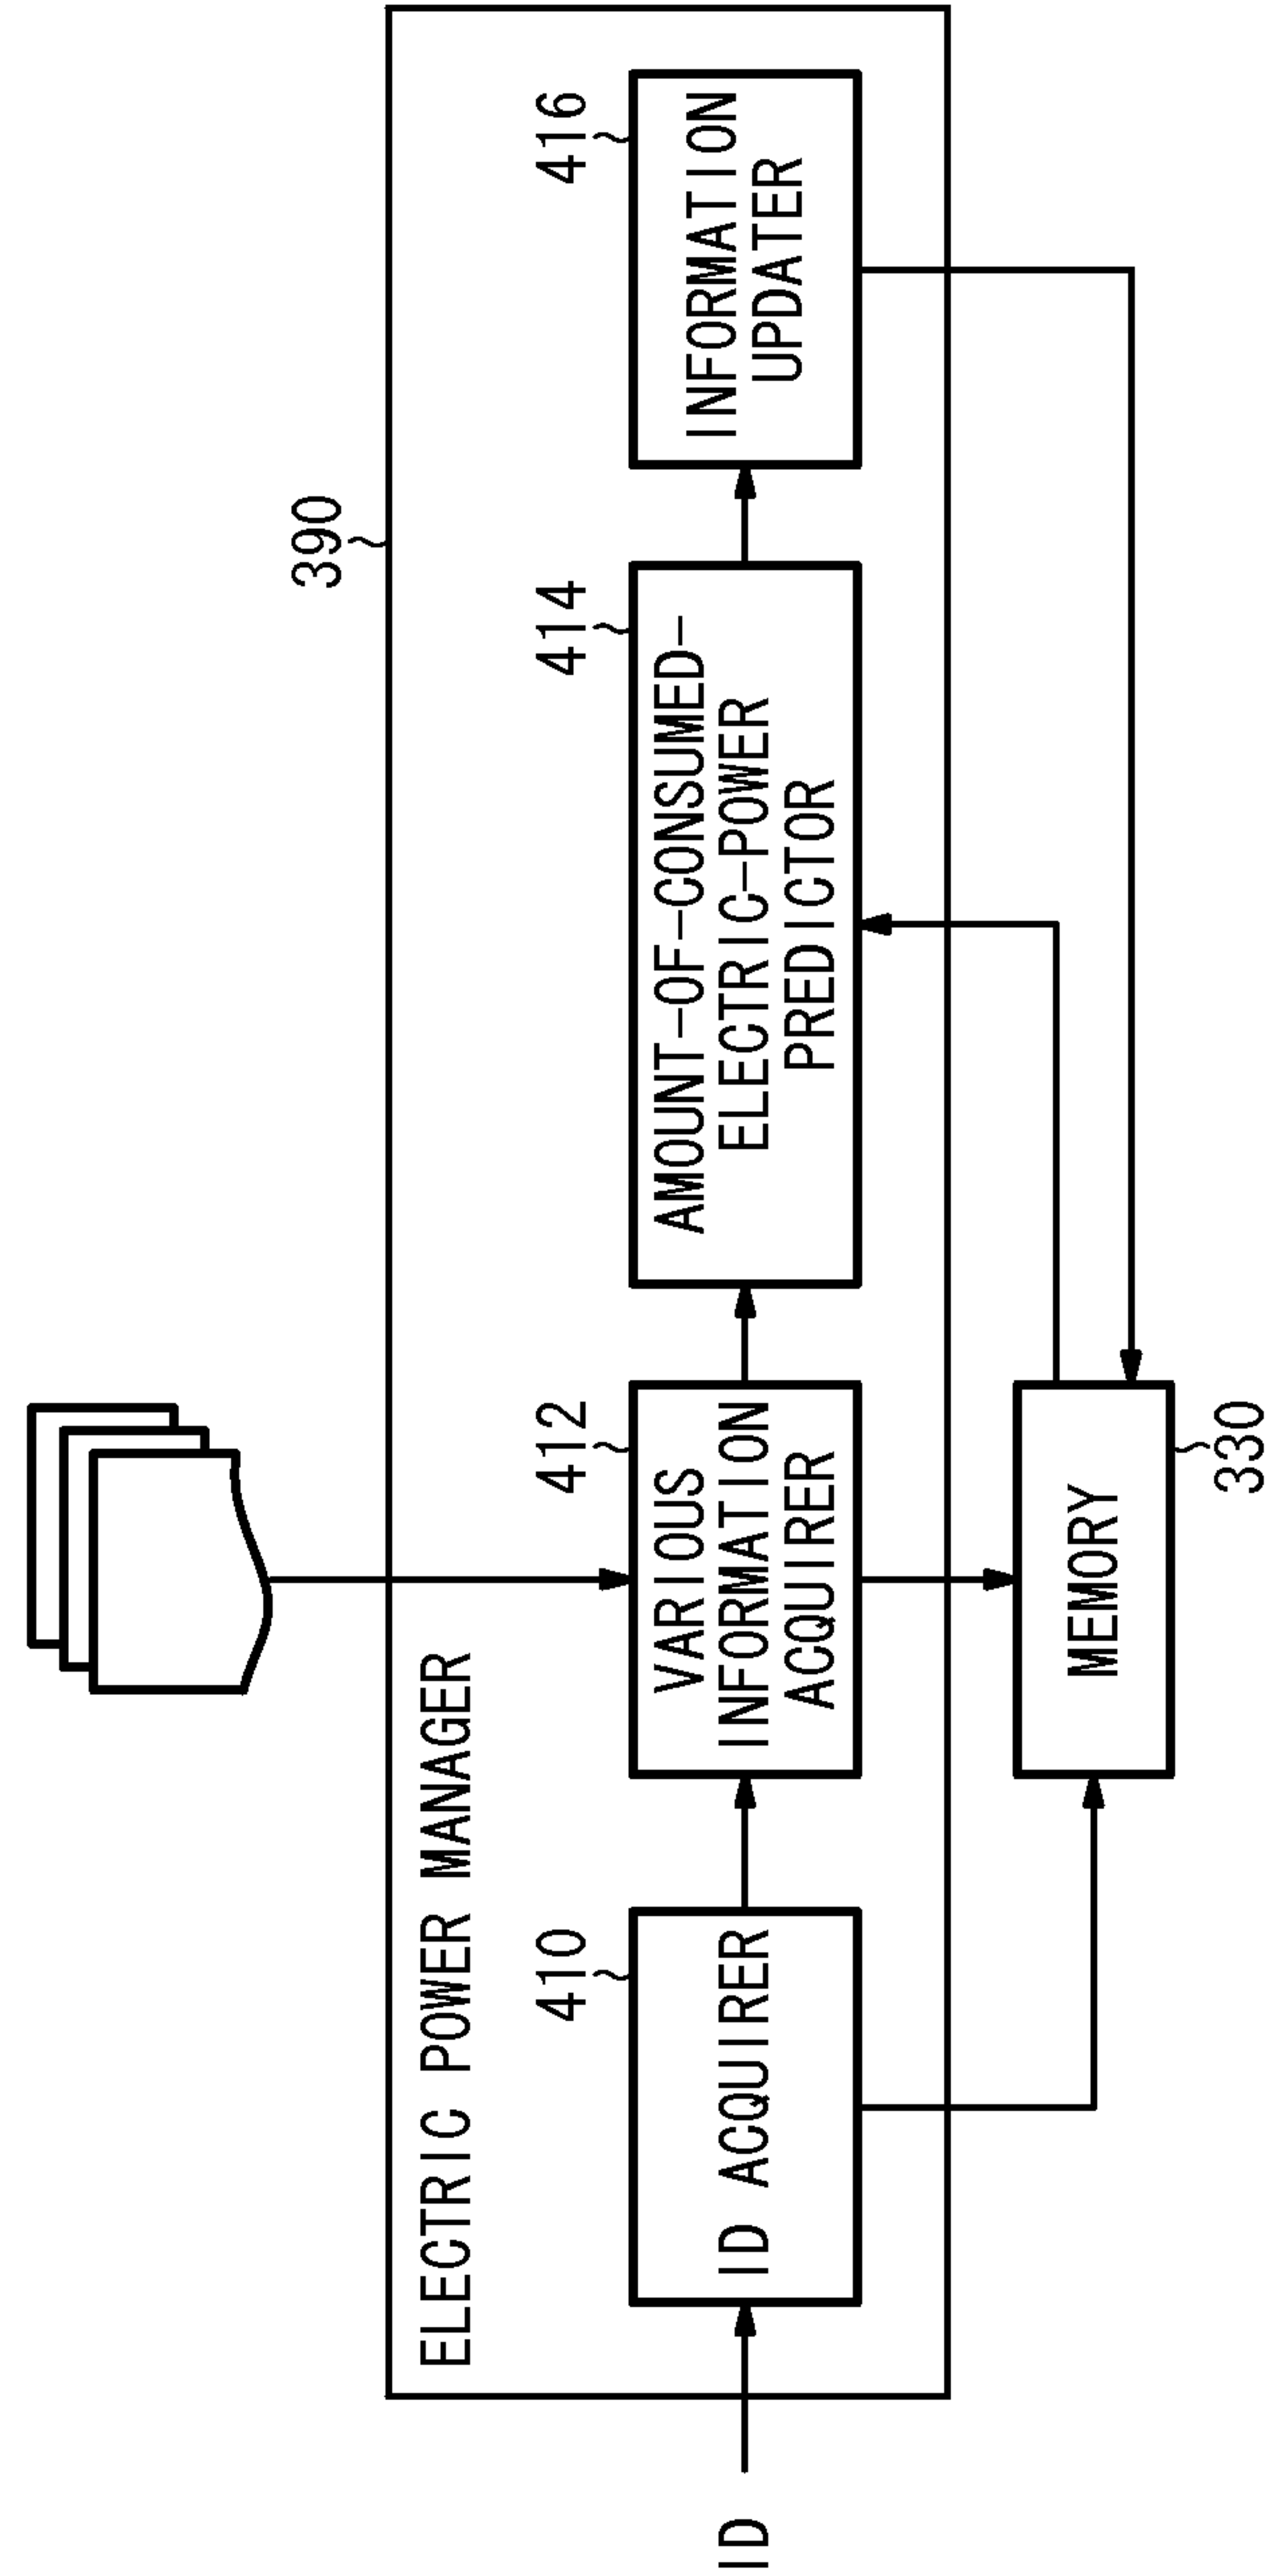 390
ELECTRIC POWER MANAGER
410
412
414
416
ID
ID ACQUIRER
VARIOUS
INFORMATION
ACQUIRER
AMOUNT-OF-CONSUMED-
ELECTRIC-POWER
PREDICTOR
INFORMATION
UPDATER
MEMORY
330